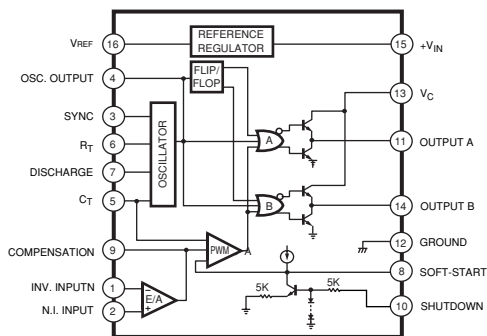 VREF 16 REFERENCE REGULATOR 15 +VIN
OSC. OUTPUT 4 FLIP/ FLOP 13 VC
SYNC 3
RT 6 OSCILLATOR A 11 OUTPUT A
DISCHARGE 7
CT 5 B 14 OUTPUT B
COMPENSATION 9 PWM A 12 GROUND
8 SOFT-START
INV. INPUTN 1 − E/A 5K 5K
N.I. INPUT 2 + 10 SHUTDOWN